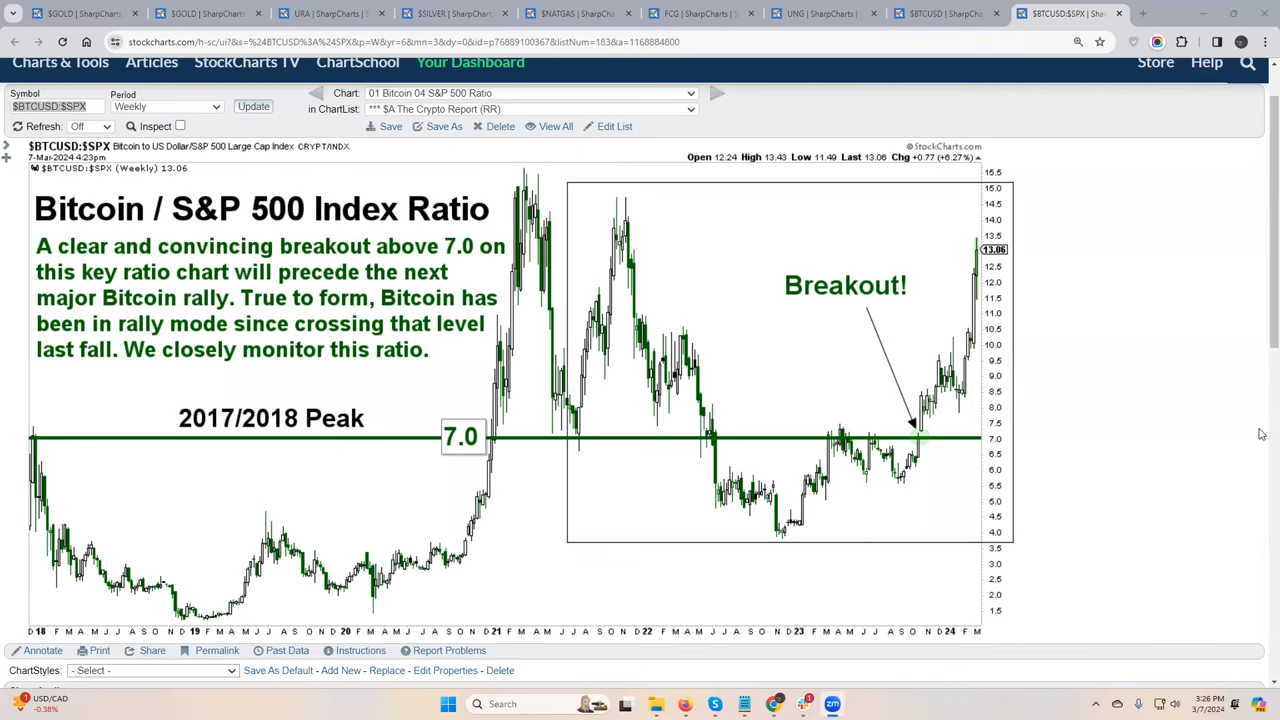 $GOLD | SharpCharts
$GOLD | SharpChart
URA | SharpCharts
$SILVER | SharpChart
$NATGAS | SharpCha
FCG | SharpCharts
UNG | SharpCharts
$BTCUSD | SharpCha
$BTCUSD:$SPX | Sha
stockcharts.com/h-sc/ui?&s=%24BTCUSD%3A%24SPX&p=W&yr=6&mn=3&dy=0&id=p76889100367&listNum=183&a=1168884800
Charts & Tools Articles StockCharts TV ChartSchool Your Dashboard Store Help
Symbol Period Chart: 01 Bitcoin 04 S&P 500 Ratio
$BTCUSD:$SPX Weekly Update in ChartList: *** $A The Crypto Report (RR)
Refresh: Off Inspect Save Save As Delete View All Edit List
$BTCUSD:$SPX Bitcoin to US Dollar/S&P 500 Large Cap Index CRYPT/INDX © StockCharts.com
7-Mar-2024 4:23pm Open 12.24 High 13.43 Low 11.49 Last 13.06 Chg +0.77 (+6.27%)
$BTCUSD:$SPX (Weekly) 13.06
Bitcoin / S&P 500 Index Ratio
A clear and convincing breakout above 7.0 on
this key ratio chart will precede the next
major Bitcoin rally. True to form, Bitcoin has
been in rally mode since crossing that level
last fall. We closely monitor this ratio.
Breakout!
2017/2018 Peak
7.0
15.5
15.0
14.5
14.0
13.5
13.06
12.5
12.0
11.5
11.0
10.5
10.0
9.5
9.0
8.5
8.0
7.5
7.0
6.5
6.0
5.5
5.0
4.5
4.0
3.5
3.0
2.5
2.0
1.5
D 18 F M A M J J A S O N D 19 F M A M J J A S O N D 20 F M A M J J A S O N D 21 F M A M J J A S O N D 22 F M A M J J A S O N D 23 F M A M J J A S O N D 24 F M
Annotate Print Share Permalink Past Data Instructions Report Problems
ChartStyles: - Select - Save As Default - Add New - Replace - Edit Properties - Delete
USD/CAD
-0.38%
Search
3:26 PM
3/7/2024